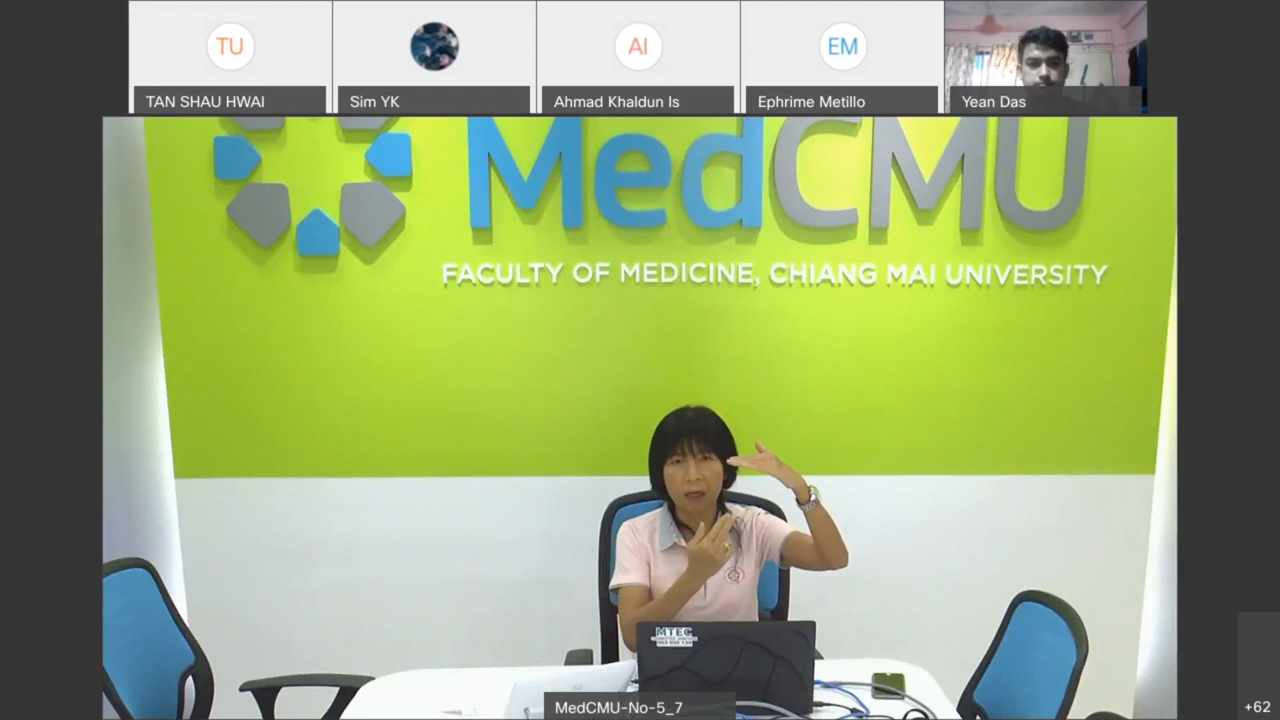 TU
AI
EM
TAN SHAU HWAI
Sim YK
Ahmad Khaldun Is
Ephrime Metillo
Yean Das
MedCMU
FACULTY OF MEDICINE, CHIANG MAI UNIVERSITY
MTEC
MedCMU-No-5_7
+62